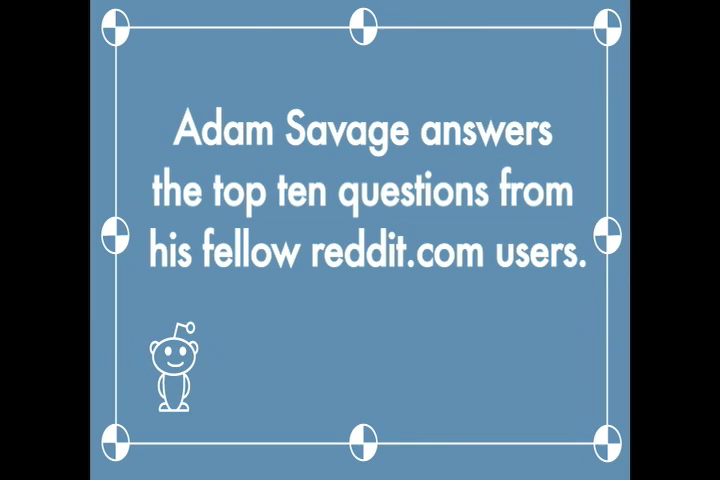 Adam Savage answers
the top ten questions from
his fellow reddit.com users.